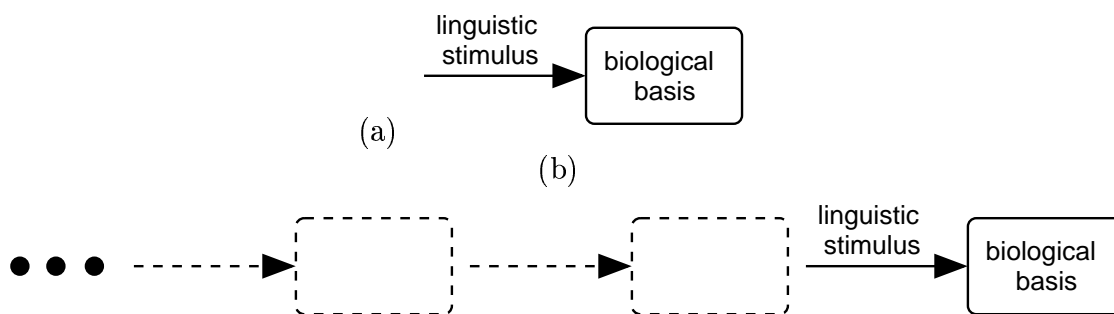 linguistic
stimulus
biological
basis
(a)
(b)
linguistic
stimulus
biological
basis